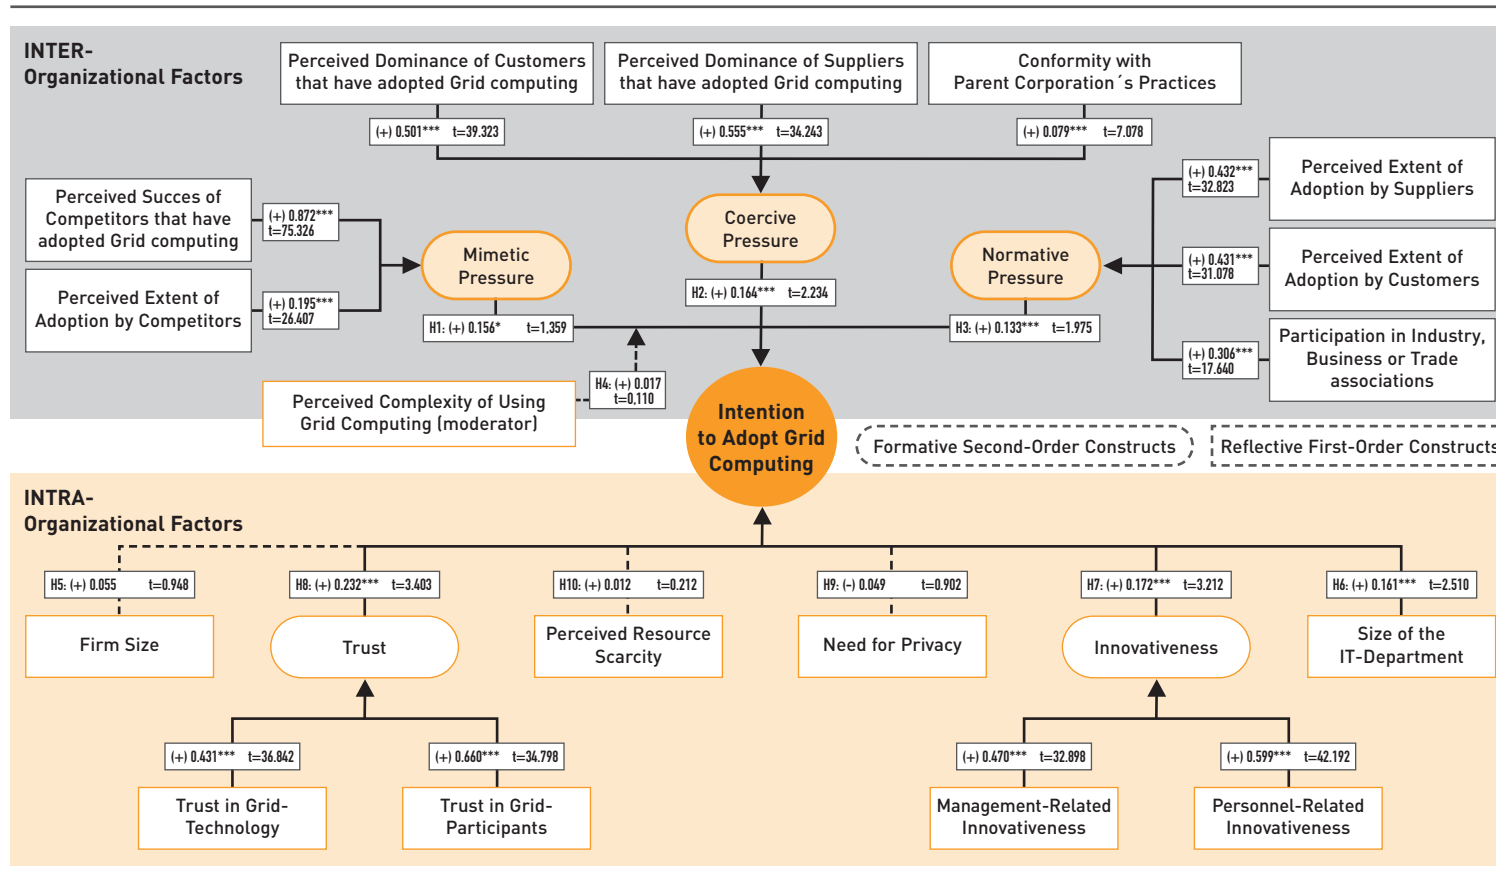 INTER-
Organizational Factors
Perceived Dominance of Customers
that have adopted Grid computing
Perceived Dominance of Suppliers
that have adopted Grid computing
Conformity with
Parent Corporation´s Practices
(+) 0.501*** t=39.323
(+) 0.555*** t=34.243
(+) 0.079*** t=7.078
Perceived Succes of
Competitors that have
adopted Grid computing
(+) 0.872***
t=75.326
Perceived Extent of
Adoption by Competitors
(+) 0.195***
t=26.407
Mimetic
Pressure
Coercive
Pressure
Normative
Pressure
(+) 0.432***
t=32.823
Perceived Extent of
Adoption by Suppliers
(+) 0.431***
t=31.078
Perceived Extent of
Adoption by Customers
(+) 0.306***
t=17.640
Participation in Industry,
Business or Trade
associations
H1: (+) 0.156* t=1,359
H2: (+) 0.164*** t=2.234
H3: (+) 0.133*** t=1.975
H4: (+) 0.017
t=0,110
Perceived Complexity of Using
Grid Computing (moderator)
Intention
to Adopt Grid
Computing
Formative Second-Order Constructs
Reflective First-Order Constructs
INTRA-
Organizational Factors
H5: (+) 0.055 t=0.948
H8: (+) 0.232*** t=3.403
H10: (+) 0.012 t=0.212
H9: (-) 0.049 t=0.902
H7: (+) 0.172*** t=3.212
H6: (+) 0.161*** t=2.510
Firm Size
Trust
Perceived Resource
Scarcity
Need for Privacy
Innovativeness
Size of the
IT-Department
(+) 0.431*** t=36.842
(+) 0.660*** t=34.798
(+) 0.470*** t=32.898
(+) 0.599*** t=42.192
Trust in Grid-
Technology
Trust in Grid-
Participants
Management-Related
Innovativeness
Personnel-Related
Innovativeness